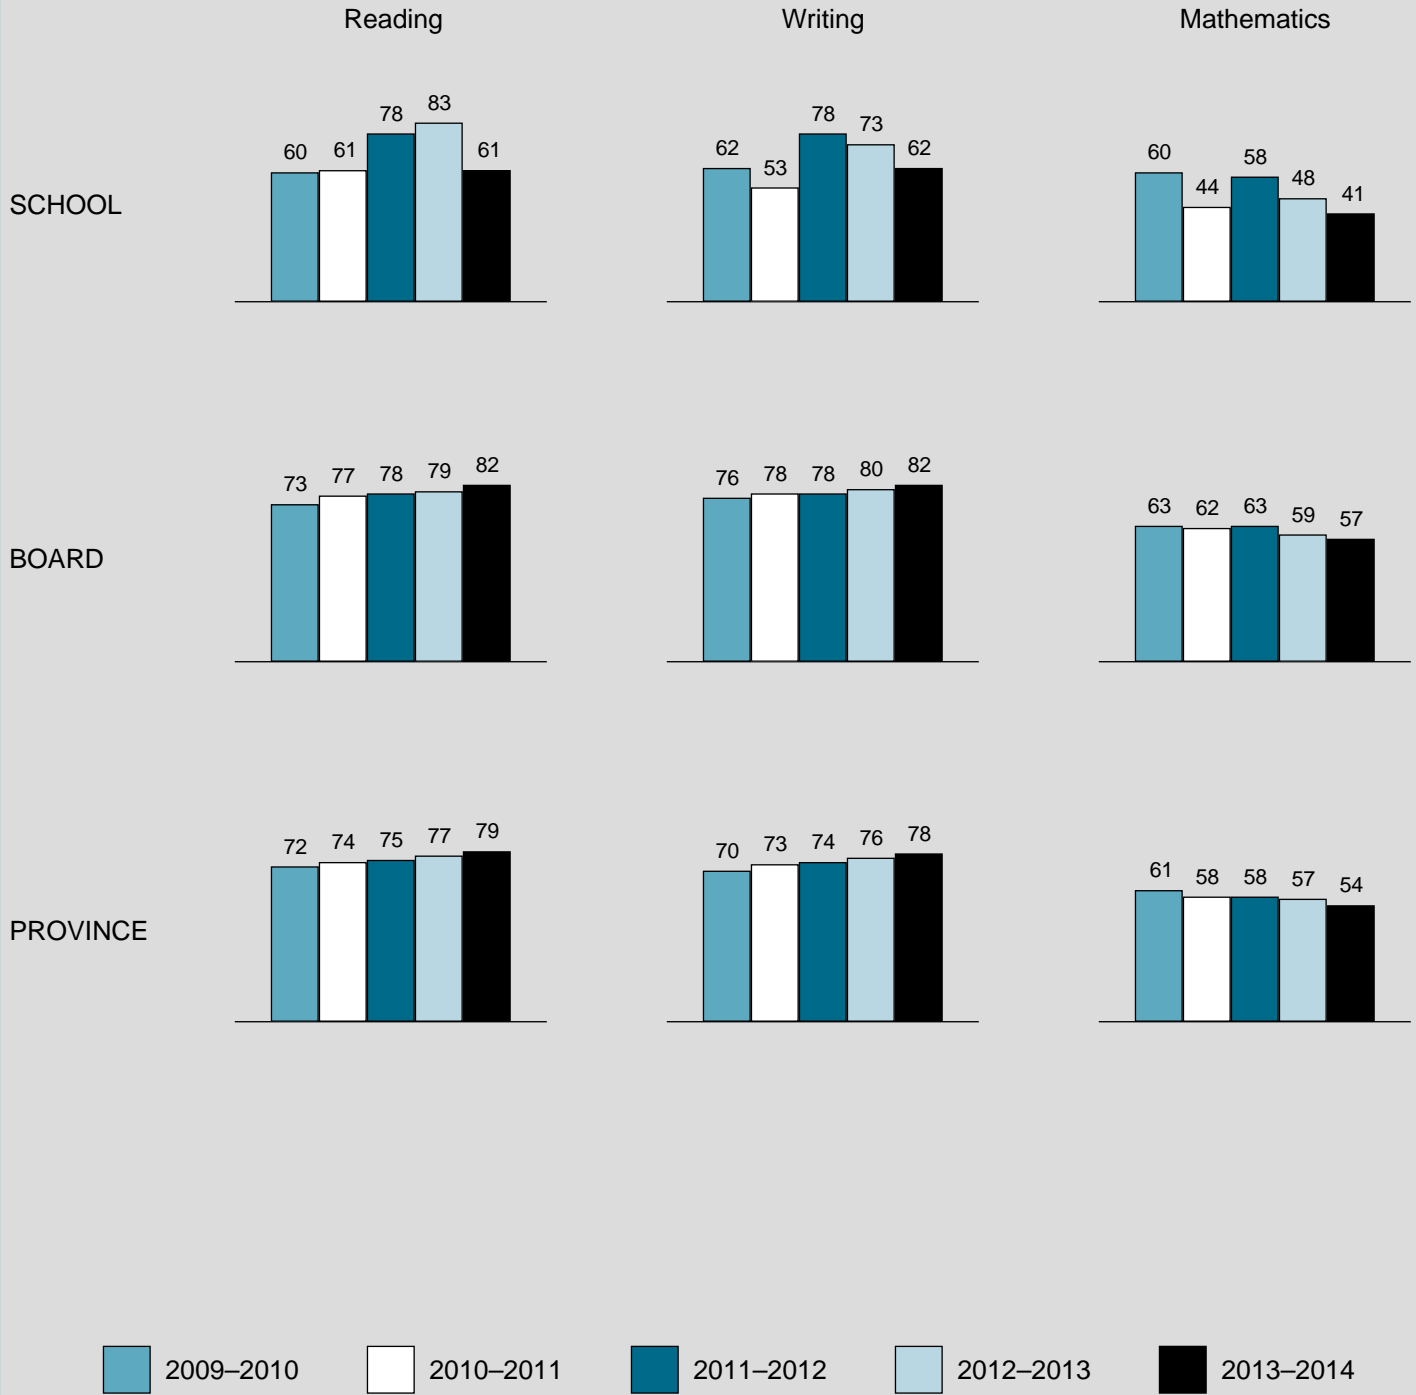 Reading Writing Mathematics
SCHOOL
60 61 78 83 61
62 53 78 73 62
60 44 58 48 41
BOARD
73 77 78 79 82
76 78 78 80 82
63 62 63 59 57
PROVINCE
72 74 75 77 79
70 73 74 76 78
61 58 58 57 54
2009–2010 2010–2011 2011–2012 2012–2013 2013–2014